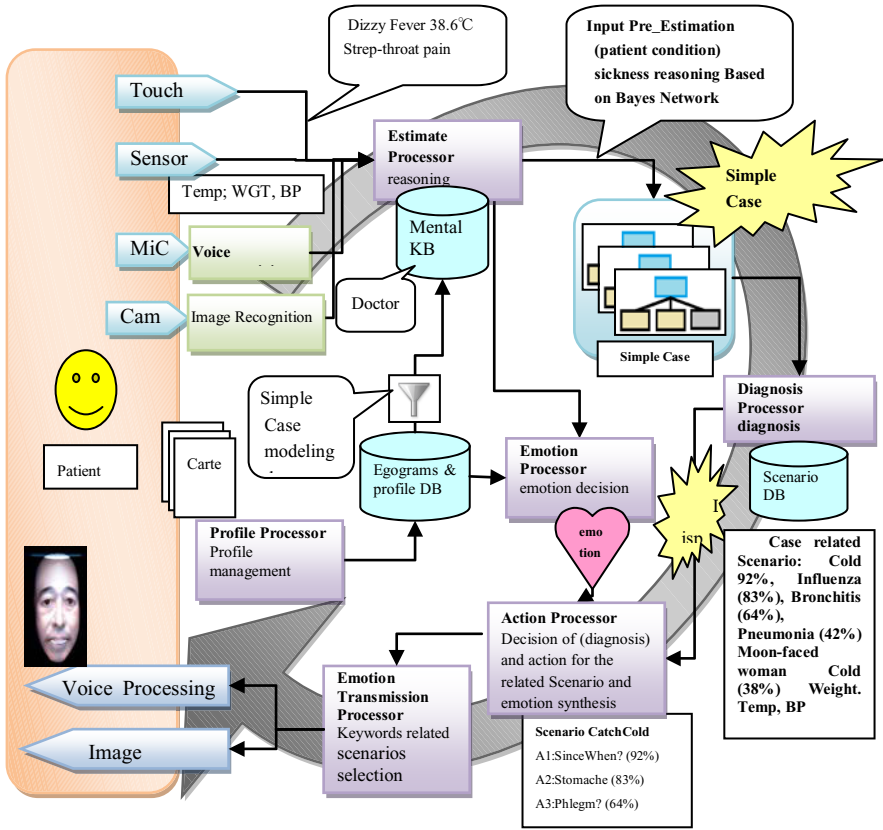 Dizzy Fever 38.6℃
Strep-throat pain
Input Pre_Estimation
(patient condition)
sickness reasoning Based
on Bayes Network
Touch
Sensor
Temp; WGT, BP
MiC
Voice
Cam
Image Recognition
Estimate
Processor
reasoning
Mental
KB
Doctor
Simple
Case
Simple Case
Simple
Case
modeling
Patient
Carte
Egograms &
profile DB
Profile Processor
Profile
management
Emotion
Processor
emotion decision
emo
tion
Diagnosis
Processor
diagnosis
Scenario
DB
Case related
Scenario: Cold
92%, Influenza
(83%), Bronchitis
(64%),
Pneumonia (42%)
Moon-faced
woman Cold
(38%) Weight.
Temp, BP
Action Processor
Decision of (diagnosis)
and action for the
related Scenario and
emotion synthesis
Scenario CatchCold
A1:SinceWhen? (92%)
A2:Stomache (83%)
A3:Phlegm? (64%)
Emotion
Transmission
Processor
Keywords related
scenarios
selection
Voice Processing
Image